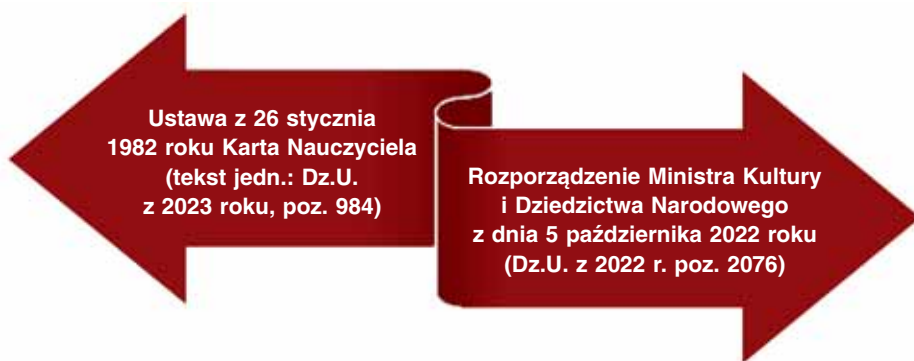 Ustawa z 26 stycznia
1982 roku Karta Nauczyciela
(tekst jedn.: Dz.U.
z 2023 roku, poz. 984)
Rozporządzenie Ministra Kultury
i Dziedzictwa Narodowego
z dnia 5 października 2022 roku
(Dz.U. z 2022 r. poz. 2076)